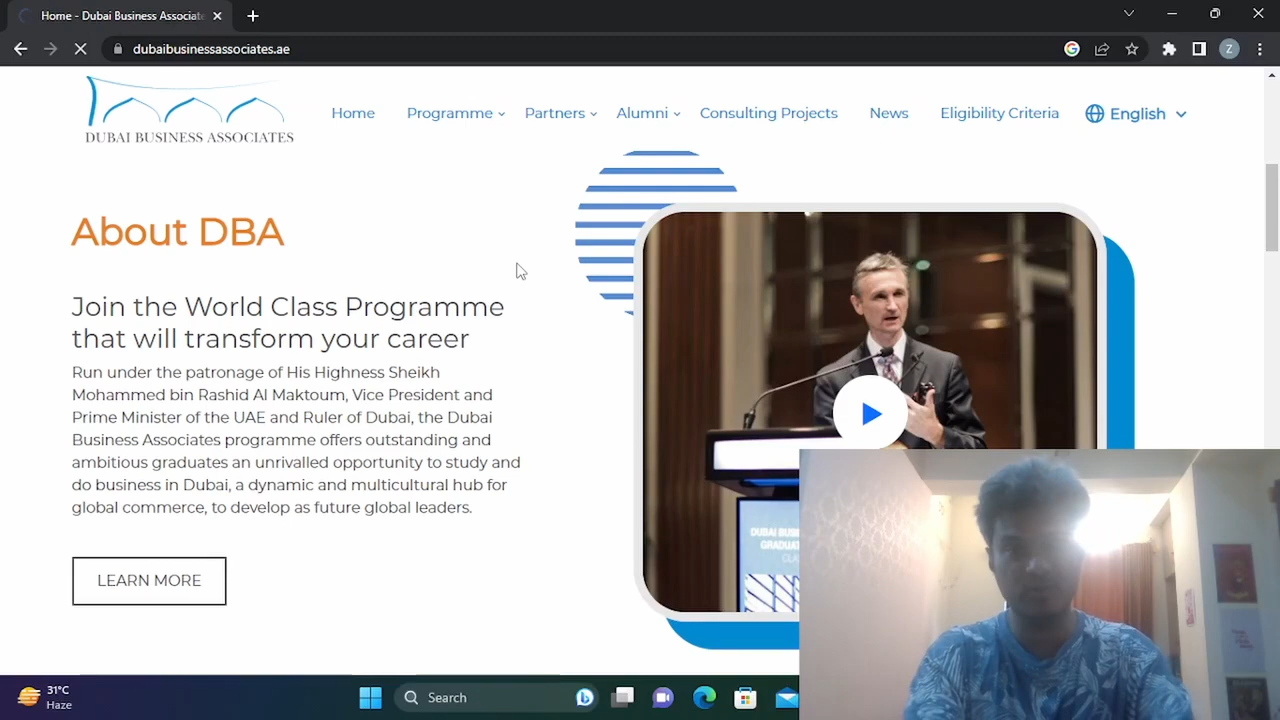 Home - Dubai Business Associate
dubaibusinessassociates.ae
Z
DUBAI BUSINESS ASSOCIATES
Home
Programme
Partners
Alumni
Consulting Projects
News
Eligibility Criteria
English
About DBA
Join the World Class Programme
that will transform your career
Run under the patronage of His Highness Sheikh
Mohammed bin Rashid Al Maktoum, Vice President and
Prime Minister of the UAE and Ruler of Dubai, the Dubai
Business Associates programme offers outstanding and
ambitious graduates an unrivalled opportunity to study and
do business in Dubai, a dynamic and multicultural hub for
global commerce, to develop as future global leaders.
LEARN MORE
DUBAI BUS
GRADUAT
CLA
31°C
Haze
Search